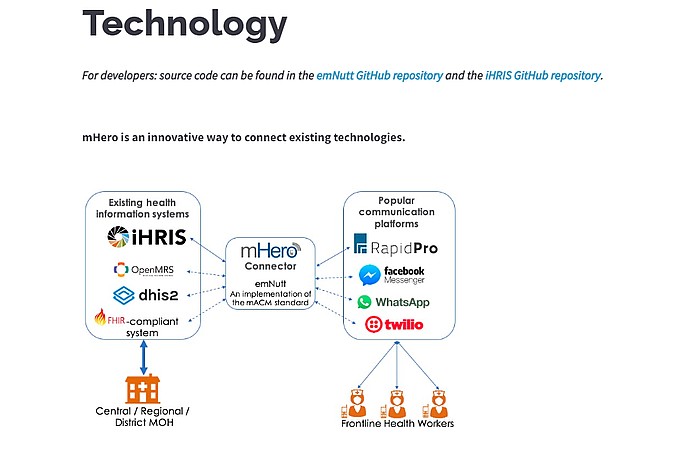 Technology
For developers: source code can be found in the emNutt GitHub repository and the iHRIS GitHub repository.
mHero is an innovative way to connect existing technologies.
Existing health
information systems
iHRIS
OpenMRS
dhis2
FHIR-compliant
system
Central / Regional /
District MOH
mHero
Connector
emNutt
An implementation of
the mACM standard
Popular
communication
platforms
RapidPro
facebook
Messenger
WhatsApp
twilio
Frontline Health Workers